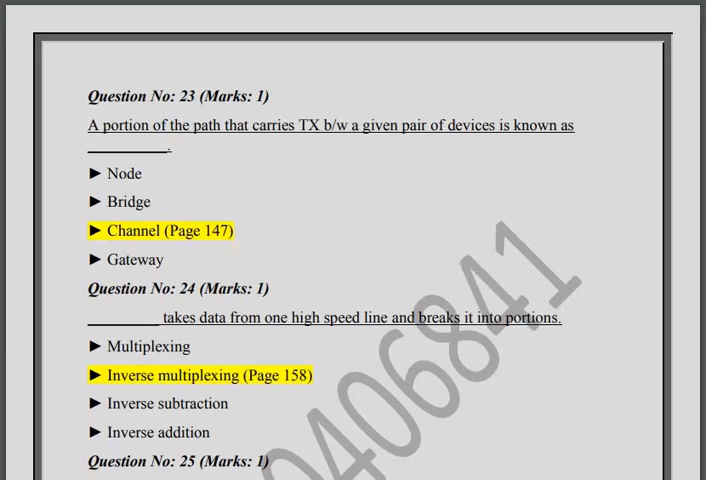 Question No: 23 (Marks: 1)
A portion of the path that carries TX b/w a given pair of devices is known as
__________.
► Node
► Bridge
► Channel (Page 147)
► Gateway
Question No: 24 (Marks: 1)
_________ takes data from one high speed line and breaks it into portions.
► Multiplexing
► Inverse multiplexing (Page 158)
► Inverse subtraction
► Inverse addition
Question No: 25 (Marks: 1)
0406841